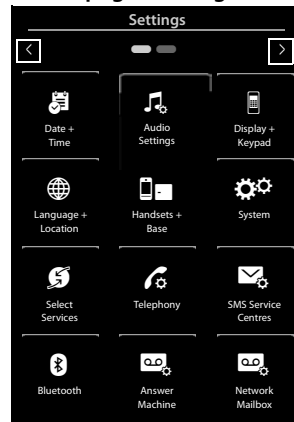 Settings
Date +
Time
Audio
Settings
Display +
Keypad
Language +
Location
Handsets +
Base
System
Select
Services
Telephony
SMS Service
Centres
Bluetooth
Answer
Machine
Network
Mailbox